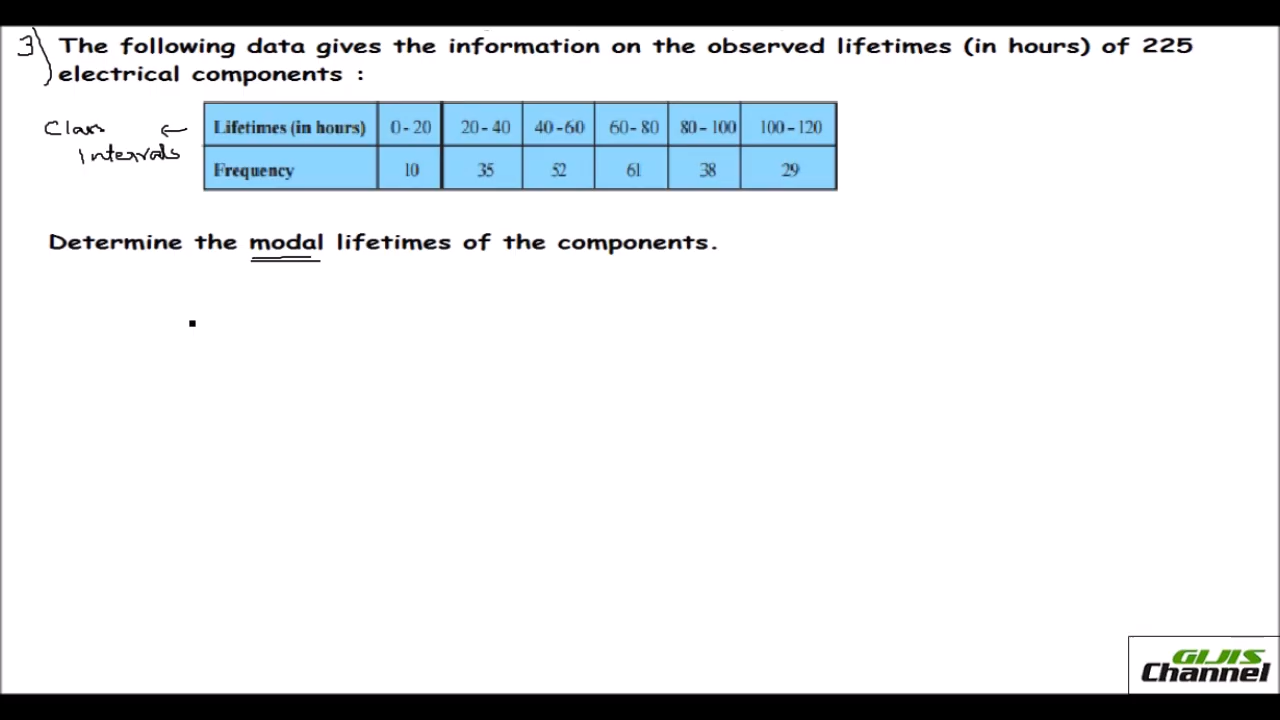 3) The following data gives the information on the observed lifetimes (in hours) of 225
electrical components :
Class ←
intervals
Lifetimes (in hours) 0 - 20 20 - 40 40 - 60 60 - 80 80 - 100 100 - 120
Frequency 10 35 52 61 38 29
Determine the modal lifetimes of the components.
GIJIS
Channel